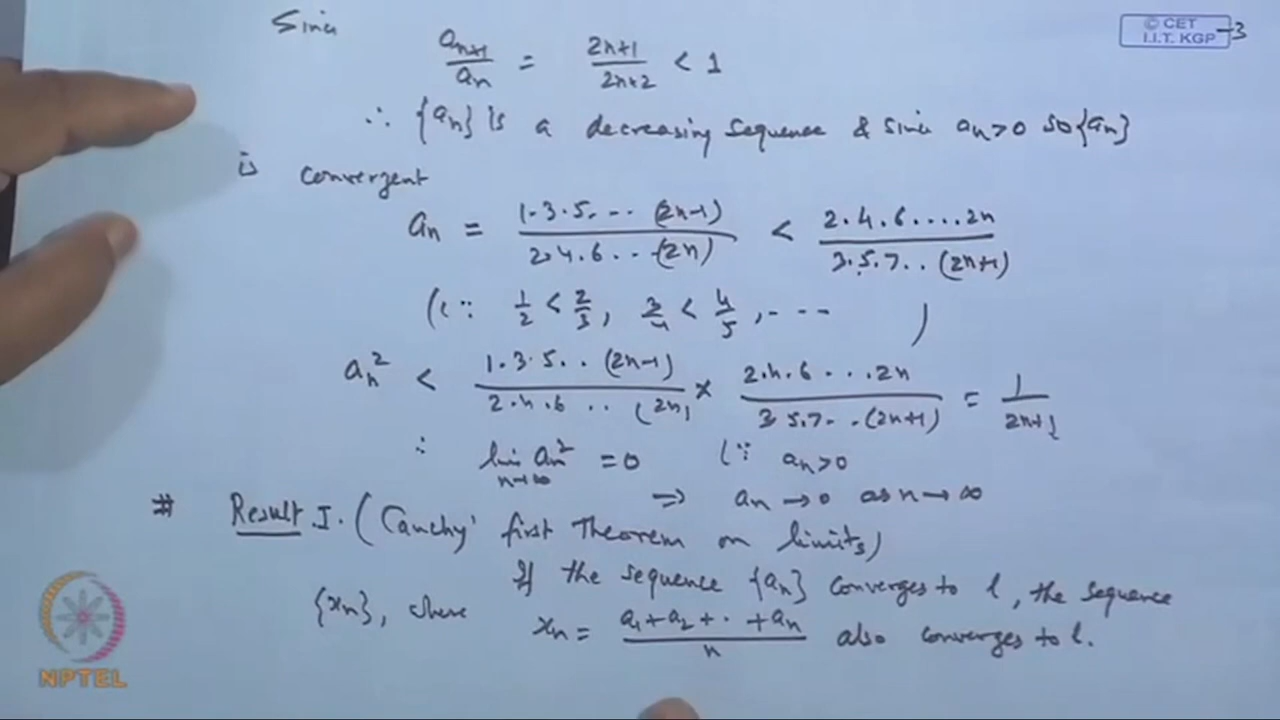 Since
© CET
I.I.T. KGP
-3
a_{n+1}/a_n = (2n+1)/(2n+2) < 1
∴ {a_n} is a decreasing sequence & since a_n>0 so {a_n}
is convergent
a_n = 1.3.5. .. (2n-1) / 2.4.6 .. (2n) < 2.4.6....2n / 3.5.7..(2n+1)
(∵ 1/2 < 2/3, 3/4 < 4/5, ---- )
a_n^2 < 1.3.5..(2n-1) / 2.4.6..(2n) × 2.4.6...2n / 3 5.7-.(2n+1) = 1/(2n+1)
∴ lim_{n→∞} a_n^2 = 0 (∵ a_n>0
⇒ a_n → 0 as n → ∞
# Result I. (Cauchy' first Theorem on limits)
If the sequence {a_n} converges to l, the sequence
{x_n}, where x_n = (a_1+a_2+..+a_n)/n also converges to l.
NPTEL